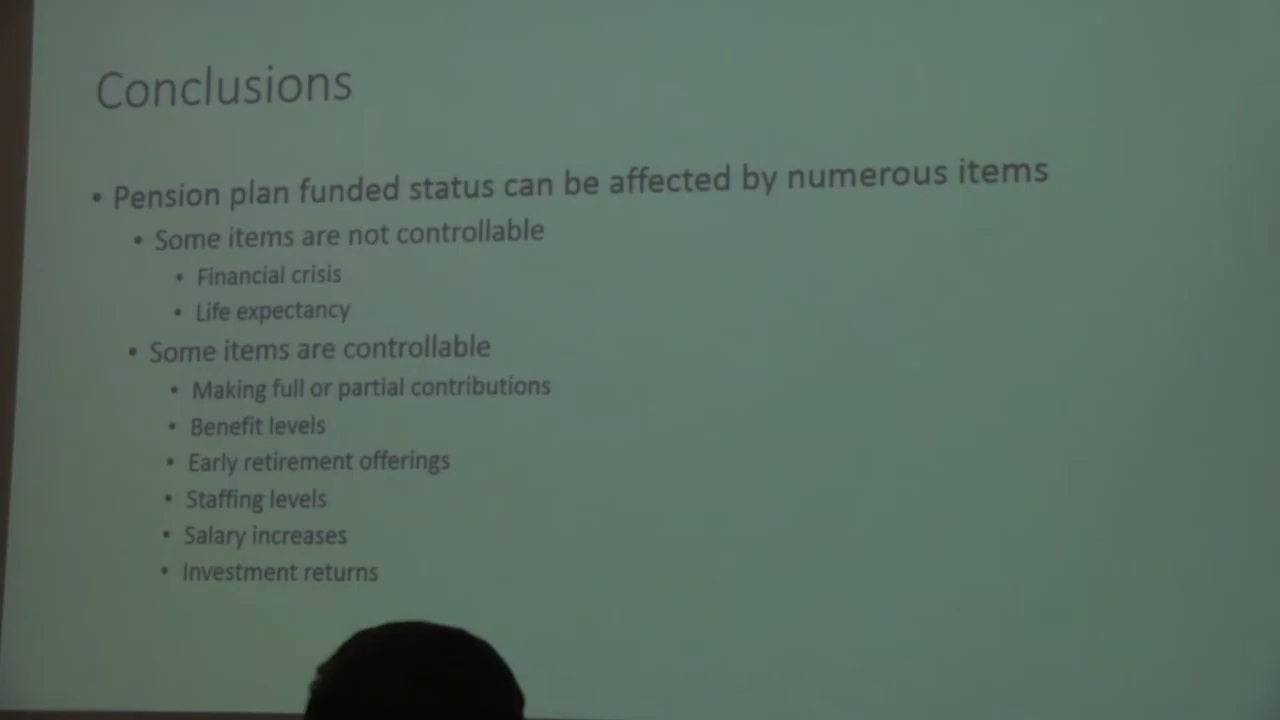 Conclusions
• Pension plan funded status can be affected by numerous items
• Some items are not controllable
• Financial crisis
• Life expectancy
• Some items are controllable
• Making full or partial contributions
• Benefit levels
• Early retirement offerings
• Staffing levels
• Salary increases
• Investment returns